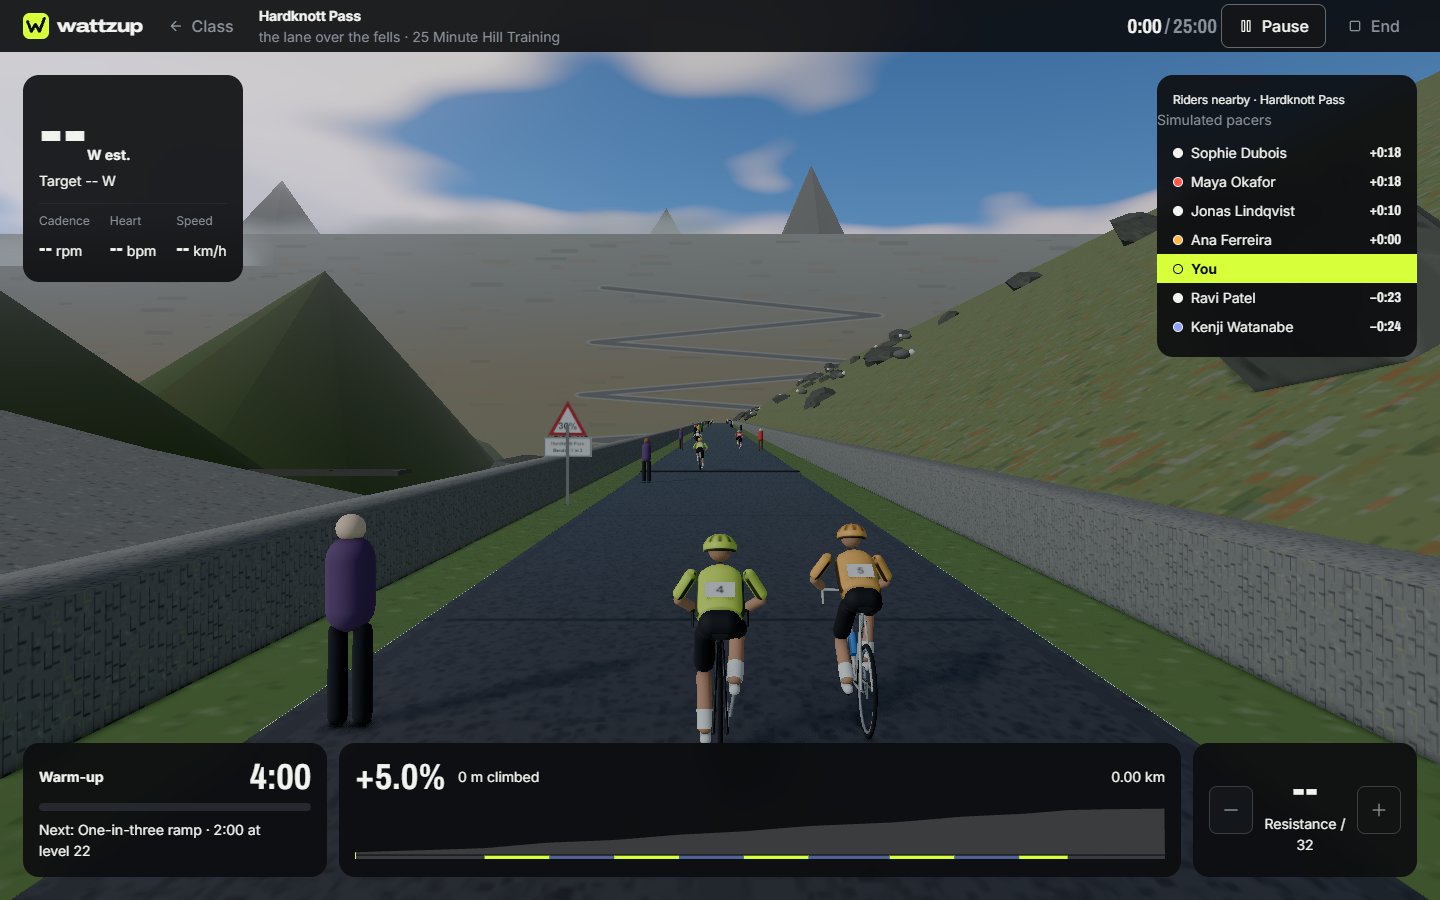 wattzup
Class
Hardknott Pass
the lane over the fells · 25 Minute Hill Training
0:00 / 25:00
Pause
End
-- W est.
Target -- W
Cadence Heart Speed
-- rpm -- bpm -- km/h
Riders nearby · Hardknott Pass
Simulated pacers
Sophie Dubois +0:18
Maya Okafor +0:18
Jonas Lindqvist +0:10
Ana Ferreira +0:00
You
Ravi Patel −0:23
Kenji Watanabe −0:24
30%
4
5
Warm-up 4:00
Next: One-in-three ramp · 2:00 at
level 22
+5.0% 0 m climbed 0.00 km
--
Resistance /
32